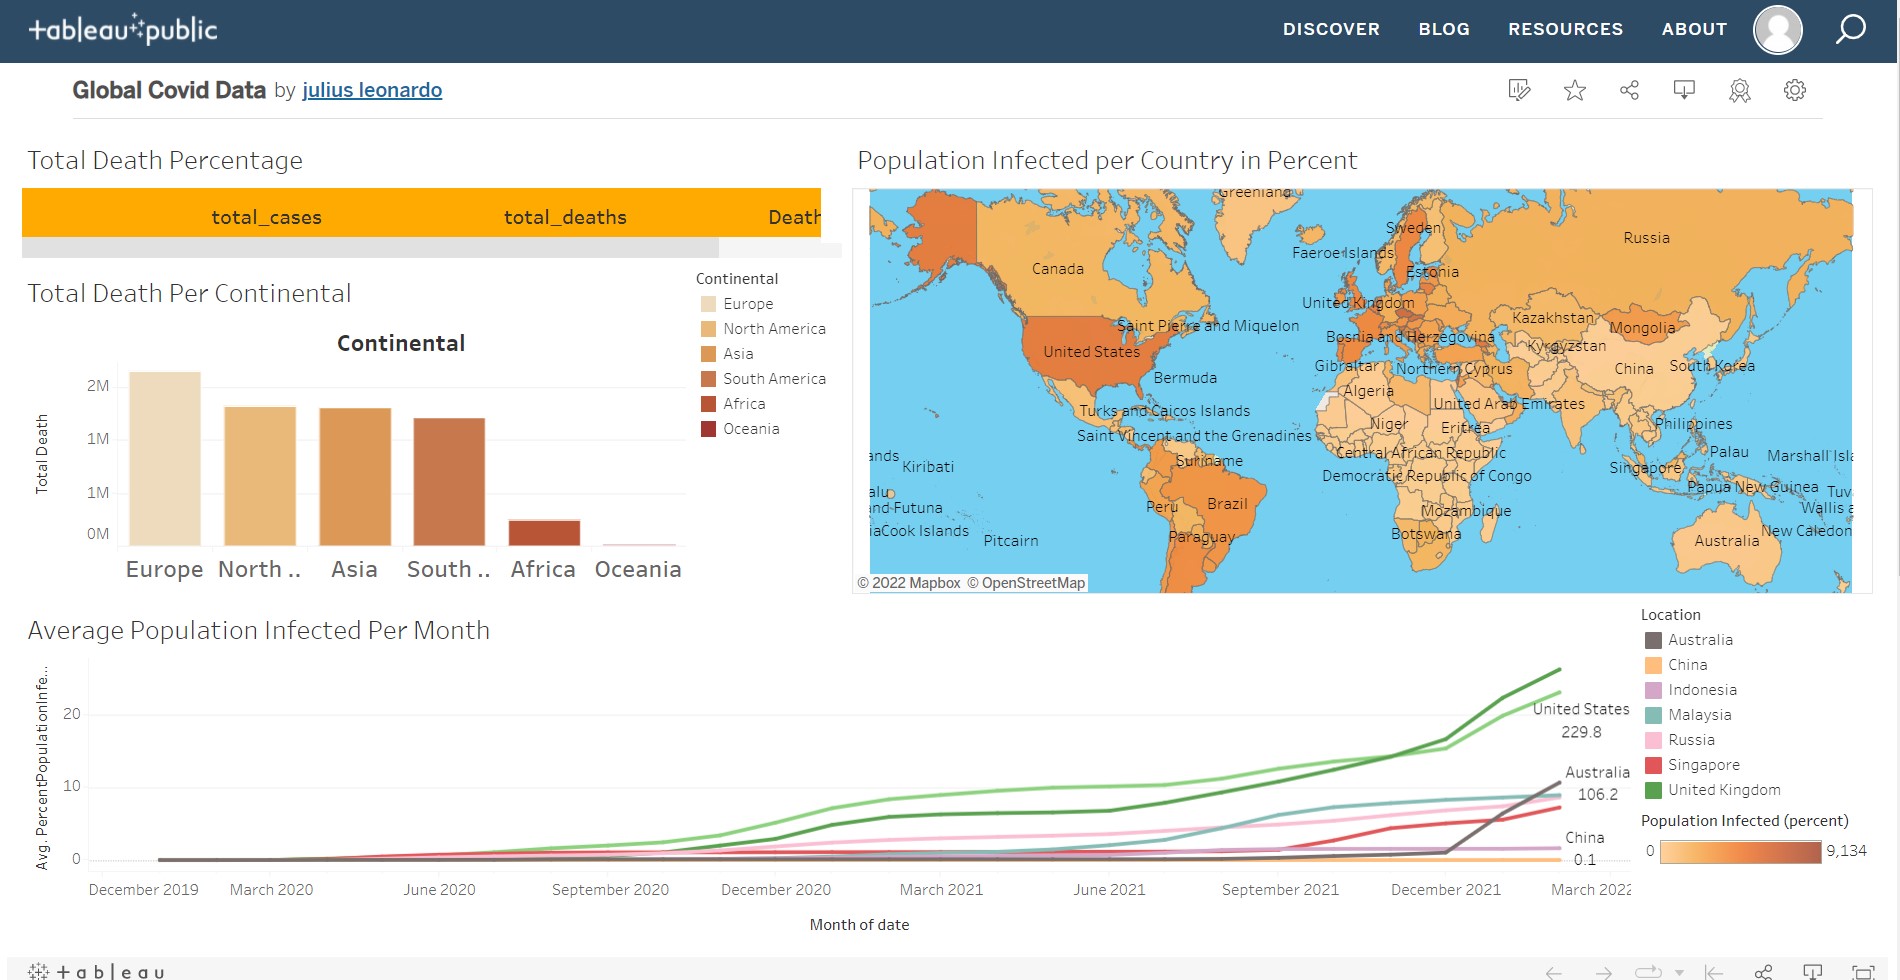 +ableau public
DISCOVER BLOG RESOURCES ABOUT
Global Covid Data by julius leonardo
Total Death Percentage
total_cases total_deaths Death
Total Death Per Continental
Continental
Total Death
2M
1M
1M
0M
Europe North .. Asia South .. Africa Oceania
Continental
Europe
North America
Asia
South America
Africa
Oceania
Population Infected per Country in Percent
Greenland
Sweden
Russia
Faeroe Islands
Canada
Estonia
United Kingdom
Kazakhstan
Saint Pierre and Miquelon
Mongolia
Bosnia and Herzegovina
Kyrgyzstan
United States
Gibraltar
Northern Cyprus
China
South Korea
Bermuda
Algeria
United Arab Emirates
Turks and Caicos Islands
Niger
Eritrea
Philippines
Saint Vincent and the Grenadines
Central African Republic
Palau
Marshall Isl
ands
Kiribati
Suriname
Democratic Republic of Congo
Singapore
Papua New Guinea
alu
Tuv
nd Futuna
Peru
Brazil
Mozambique
Wallis a
ia
Cook Islands
Pitcairn
Paraguay
Botswana
Australia
New Caledon
© 2022 Mapbox © OpenStreetMap
Average Population Infected Per Month
Avg. PercentPopulationInfe...
20
10
0
United States
229.8
Australia
106.2
China
0.1
December 2019 March 2020 June 2020 September 2020 December 2020 March 2021 June 2021 September 2021 December 2021 March 2022
Month of date
Location
Australia
China
Indonesia
Malaysia
Russia
Singapore
United Kingdom
Population Infected (percent)
0 9,134
+ a b l e a u